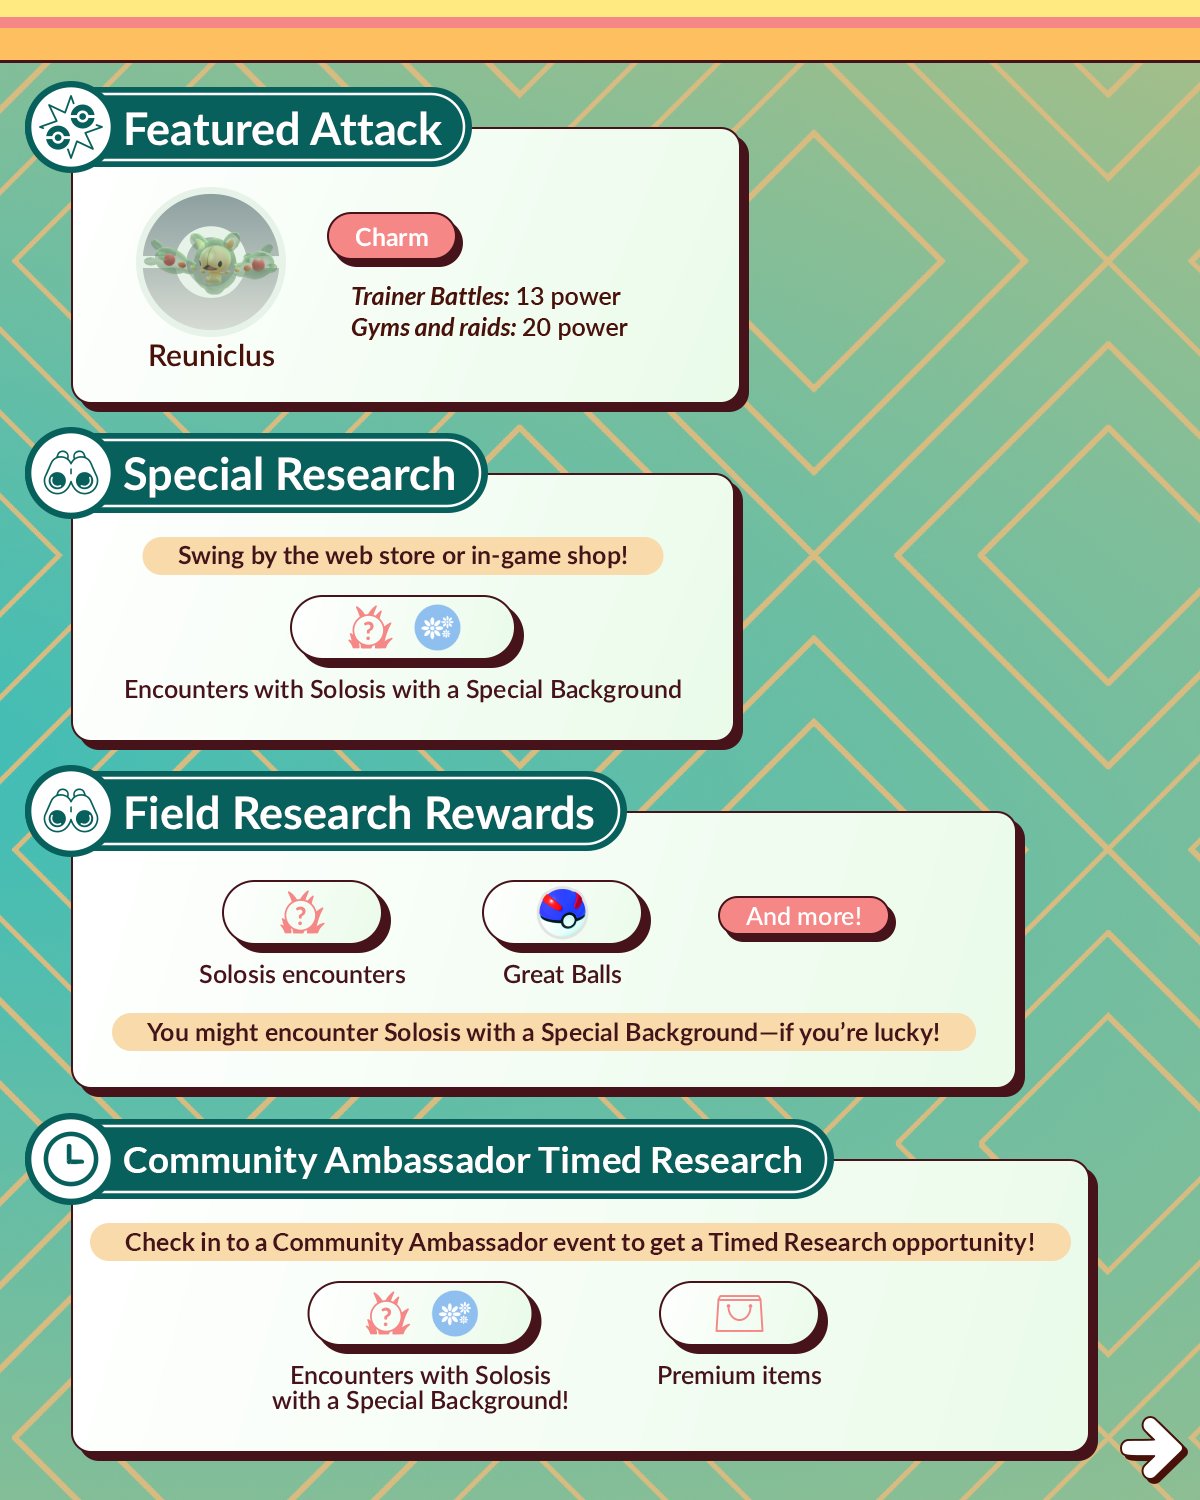 Featured Attack
Charm
Trainer Battles: 13 power
Gyms and raids: 20 power
Reuniclus
Special Research
Swing by the web store or in-game shop!
?
Encounters with Solosis with a Special Background
Field Research Rewards
?
And more!
Solosis encounters
Great Balls
You might encounter Solosis with a Special Background—if you’re lucky!
Community Ambassador Timed Research
Check in to a Community Ambassador event to get a Timed Research opportunity!
?
Encounters with Solosis
with a Special Background!
Premium items